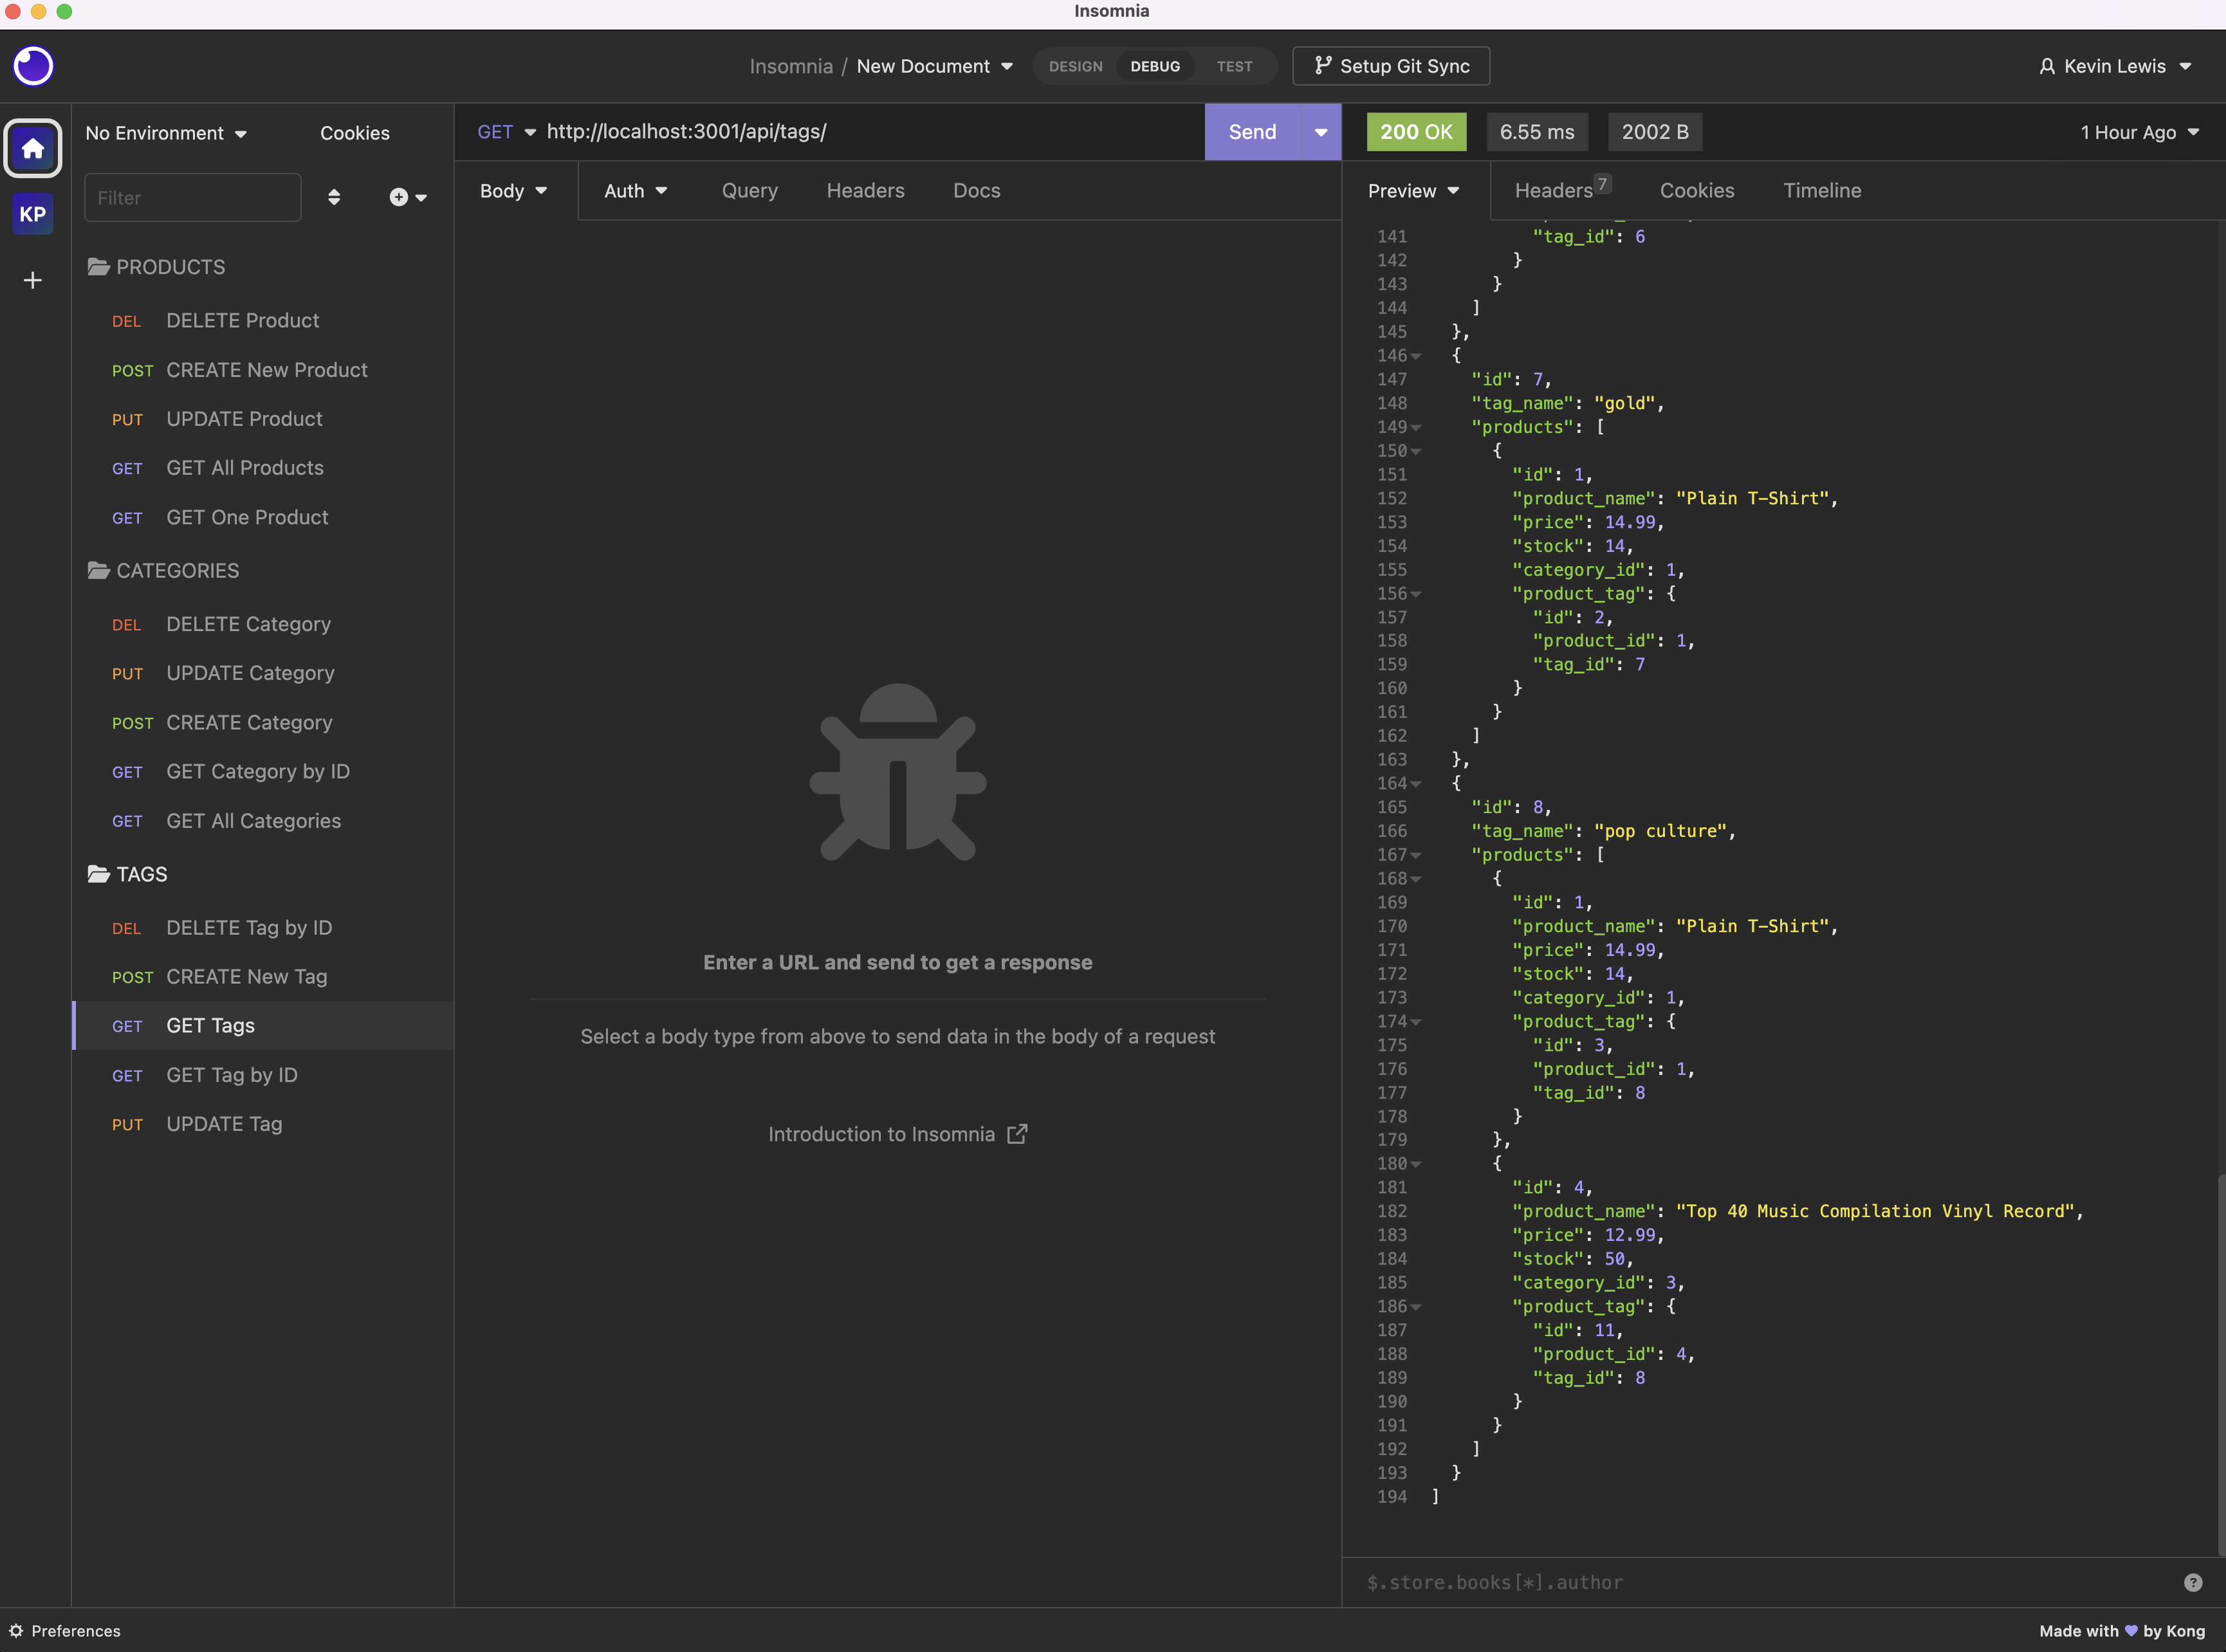 Insomnia
Insomnia / New Document
DESIGN DEBUG TEST
Setup Git Sync
Kevin Lewis
KP
No Environment Cookies
Filter
PRODUCTS
DEL DELETE Product
POST CREATE New Product
PUT UPDATE Product
GET GET All Products
GET GET One Product
CATEGORIES
DEL DELETE Category
PUT UPDATE Category
POST CREATE Category
GET GET Category by ID
GET GET All Categories
TAGS
DEL DELETE Tag by ID
POST CREATE New Tag
GET GET Tags
GET GET Tag by ID
PUT UPDATE Tag
GET http://localhost:3001/api/tags/ Send
Body Auth Query Headers Docs
Enter a URL and send to get a response
Select a body type from above to send data in the body of a request
Introduction to Insomnia
200 OK 6.55 ms 2002 B 1 Hour Ago
Preview Headers 7 Cookies Timeline
141 "tag_id": 6
142 }
143 }
144 ]
145 },
146 {
147 "id": 7,
148 "tag_name": "gold",
149 "products": [
150 {
151 "id": 1,
152 "product_name": "Plain T-Shirt",
153 "price": 14.99,
154 "stock": 14,
155 "category_id": 1,
156 "product_tag": {
157 "id": 2,
158 "product_id": 1,
159 "tag_id": 7
160 }
161 }
162 ]
163 },
164 {
165 "id": 8,
166 "tag_name": "pop culture",
167 "products": [
168 {
169 "id": 1,
170 "product_name": "Plain T-Shirt",
171 "price": 14.99,
172 "stock": 14,
173 "category_id": 1,
174 "product_tag": {
175 "id": 3,
176 "product_id": 1,
177 "tag_id": 8
178 }
179 },
180 {
181 "id": 4,
182 "product_name": "Top 40 Music Compilation Vinyl Record",
183 "price": 12.99,
184 "stock": 50,
185 "category_id": 3,
186 "product_tag": {
187 "id": 11,
188 "product_id": 4,
189 "tag_id": 8
190 }
191 }
192 ]
193 }
194 ]
$.store.books[*].author
Preferences
Made with 💜 by Kong